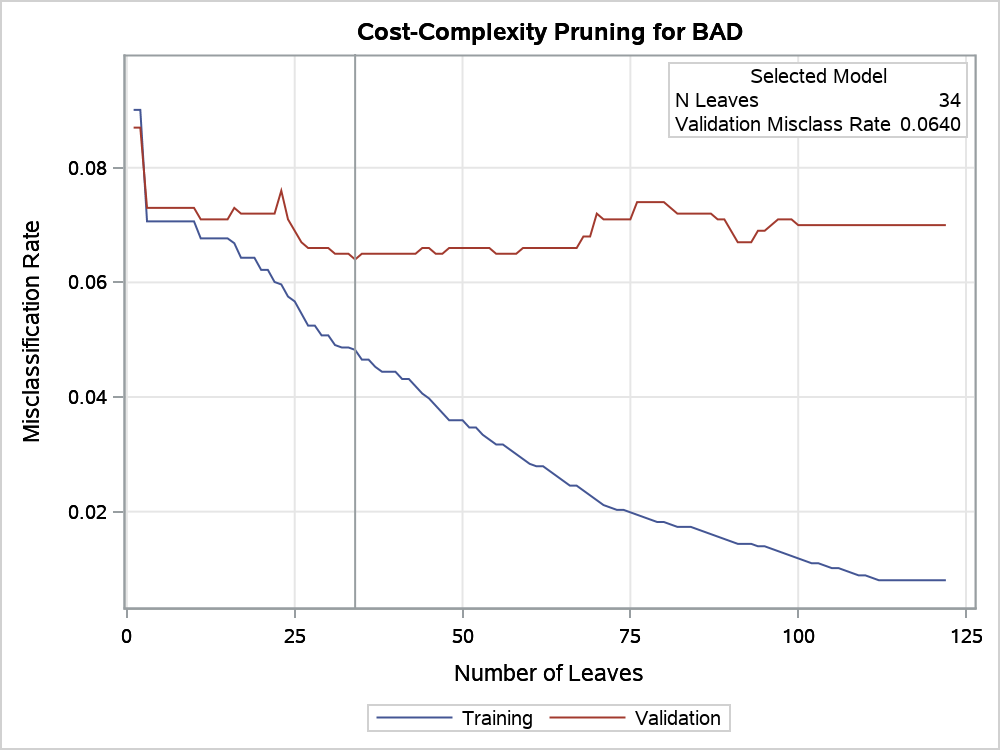 Cost-Complexity Pruning for BAD
Selected Model
N Leaves 34
Validation Misclass Rate 0.0640
Misclassification Rate
0.08
0.06
0.04
0.02
0 25 50 75 100 125
Number of Leaves
Training Validation